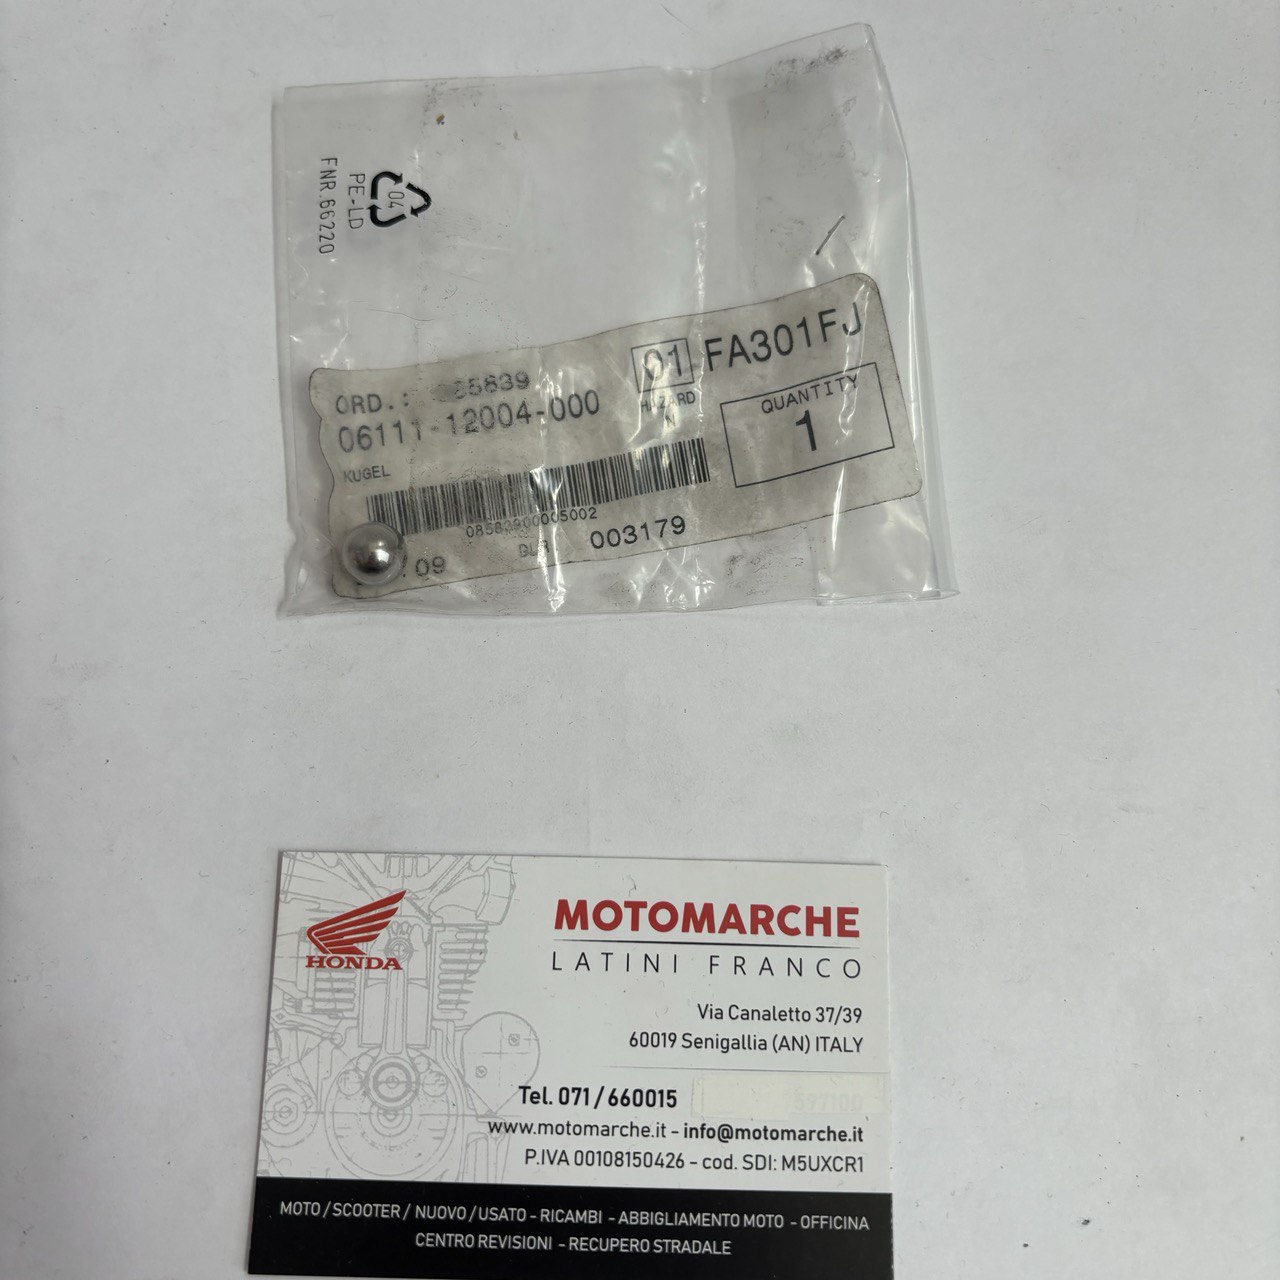 04
PE-LD
FNR.66220
ORD.:
01 FA301FJ
06111-12004-000
HAZARD
N
QUANTITY
1
KUGEL
003179
09
HONDA
MOTOMARCHE
LATINI FRANCO
Via Canaletto 37/39
60019 Senigallia (AN) ITALY
Tel. 071/660015
www.motomarche.it - info@motomarche.it
P.IVA 00108150426 - cod. SDI: M5UXCR1
MOTO / SCOOTER / NUOVO / USATO - RICAMBI - ABBIGLIAMENTO MOTO - OFFICINA
CENTRO REVISIONI - RECUPERO STRADALE